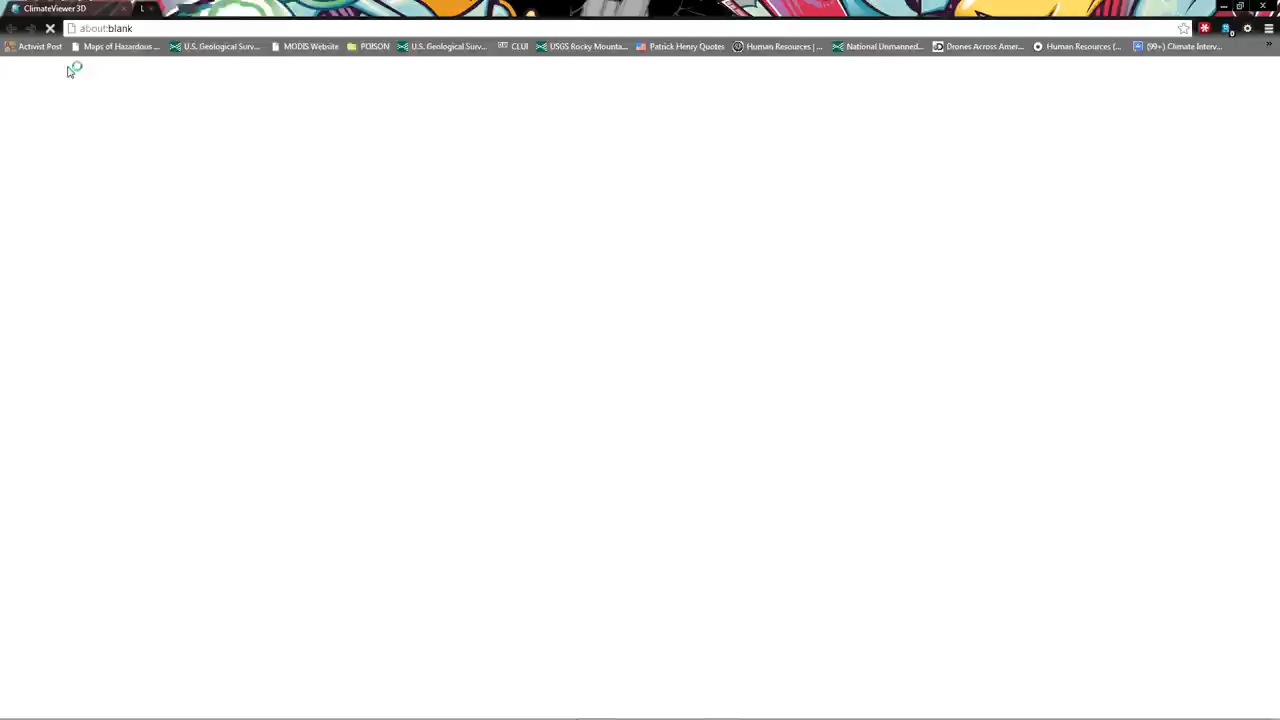 ClimateViewer 3D
about:blank
Activist Post Maps of Hazardous ... U.S. Geological Surv... MODIS Website POISON U.S. Geological Surv... CLUI USGS Rocky Mounta... Patrick Henry Quotes Human Resources | ... National Unmanned... Drones Across Amer... Human Resources (... (99+) Climate Interv... »